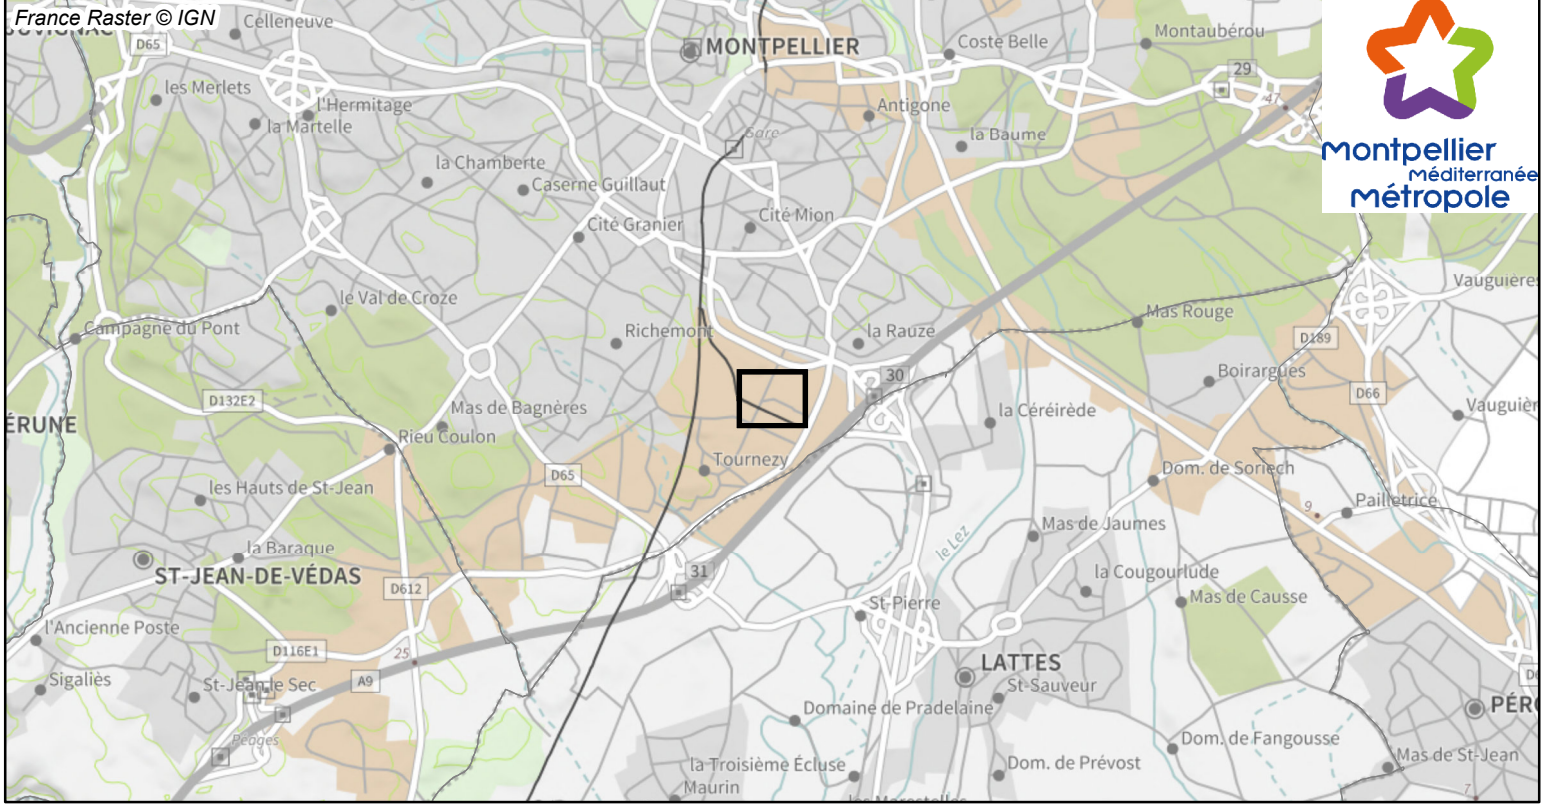 France Raster © IGN
Celleneuve
D65
MONTPELLIER
Coste Belle
Montaubérou
29
47
les Merlets
l'Hermitage
la Martelle
Antigone
la Baume
Gare
montpellier
méditerranée
métropole
la Chamberte
Caserne Guillaut
Cité Granier
Cité Mion
Vauguières
le Val de Croze
Mas Rouge
Campagne du Pont
Richemont
la Rauze
D189
Boirargues
30
D132E2
Mas de Bagnères
la Céréirède
D66
Vauguièr
ÉRUNE
Rieu Coulon
Tournezy
D65
Dom. de Soriech
les Hauts de St-Jean
9
Pailletrice
la Baraque
Mas de Jaumes
le Lez
ST-JEAN-DE-VÉDAS
D612
31
la Cougourlude
St-Pierre
Mas de Causse
l'Ancienne Poste
D116E1
25
LATTES
Sigaliès
St-Jean le Sec
A9
St-Sauveur
Domaine de Pradelaine
PÉRO
Péages
Dom. de Fangousse
la Troisième Écluse
Dom. de Prévost
Mas de St-Jean
Maurin
7